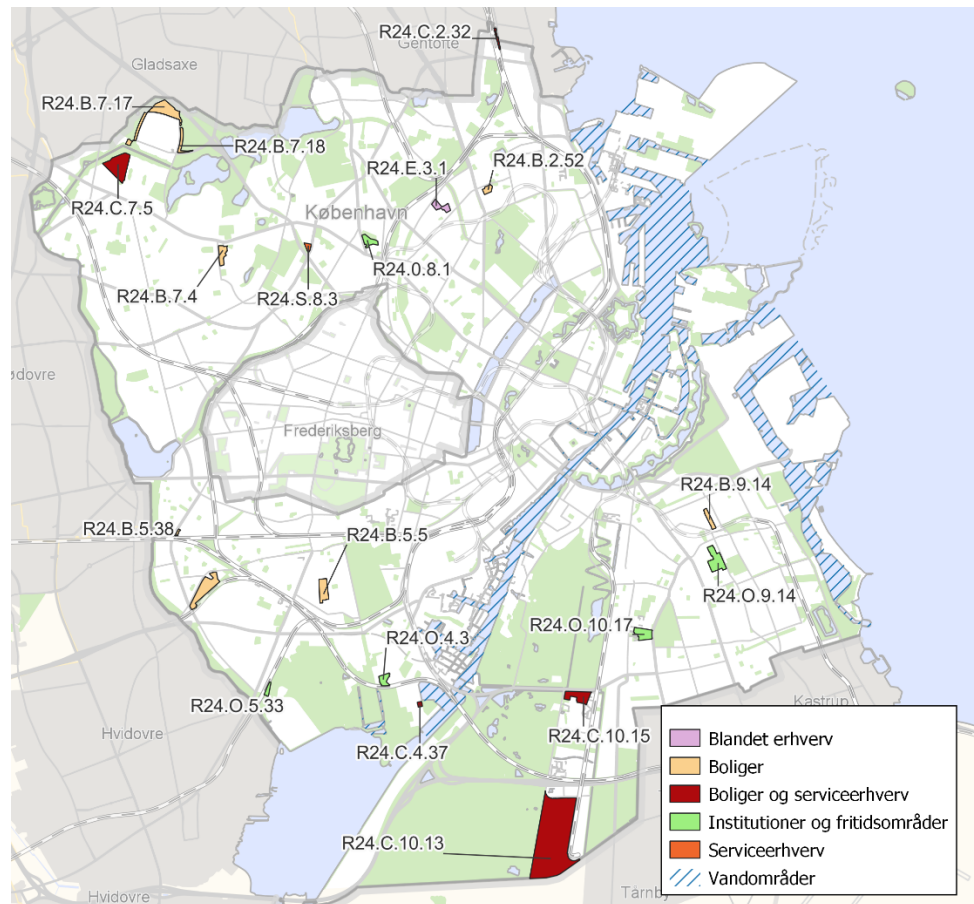 R24.C.2.32
Gentofte
Gladsaxe
R24.B.7.17
R24.B.7.18
R24.E.3.1
R24.B.2.52
R24.C.7.5
København
R24.0.8.1
R24.B.7.4
R24.S.8.3
ødovre
Frederiksberg
R24.B.9.14
R24.B.5.38
R24.B.5.5
R24.O.9.14
R24.O.10.17
R24.O.4.3
R24.O.5.33
Kastrup
Hvidovre
R24.C.10.15
R24.C.4.37
R24.C.10.13
Blandet erhverv
Boliger
Boliger og serviceerhverv
Institutioner og fritidsområder
Serviceerhverv
Vandområder
Hvidovre
Tårnby